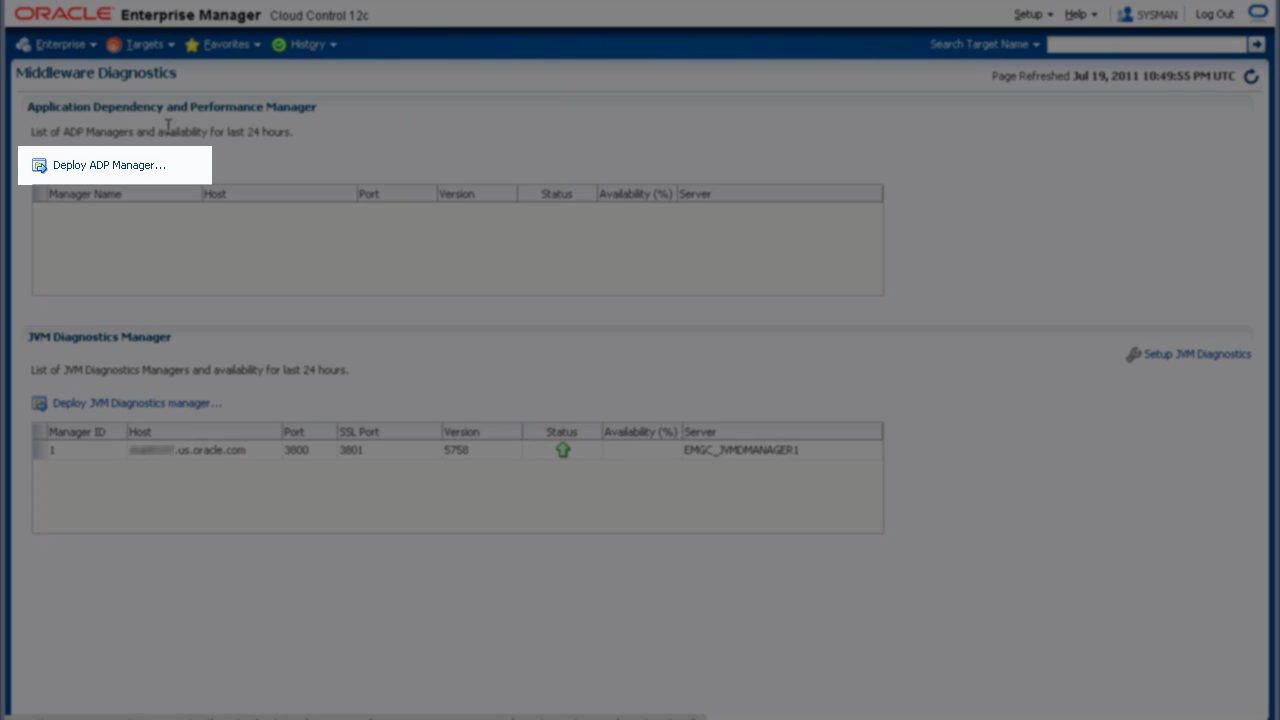 ORACLE Enterprise Manager Cloud Control 12c
Setup Help SYSMAN Log Out
Enterprise Targets Favorites History Search Target Name
Middleware Diagnostics
Page Refreshed Jul 19, 2011 10:49:55 PM UTC
Application Dependency and Performance Manager
List of ADP Managers and availability for last 24 hours.
Deploy ADP Manager...
Manager Name Host Port Version Status Availability (%) Server
JVM Diagnostics Manager
Setup JVM Diagnostics
List of JVM Diagnostics Managers and availability for last 24 hours.
Deploy JVM Diagnostics manager...
Manager ID Host Port SSL Port Version Status Availability (%) Server
1 .us.oracle.com 3800 3801 5758 EMGC_JVMDMANAGER1